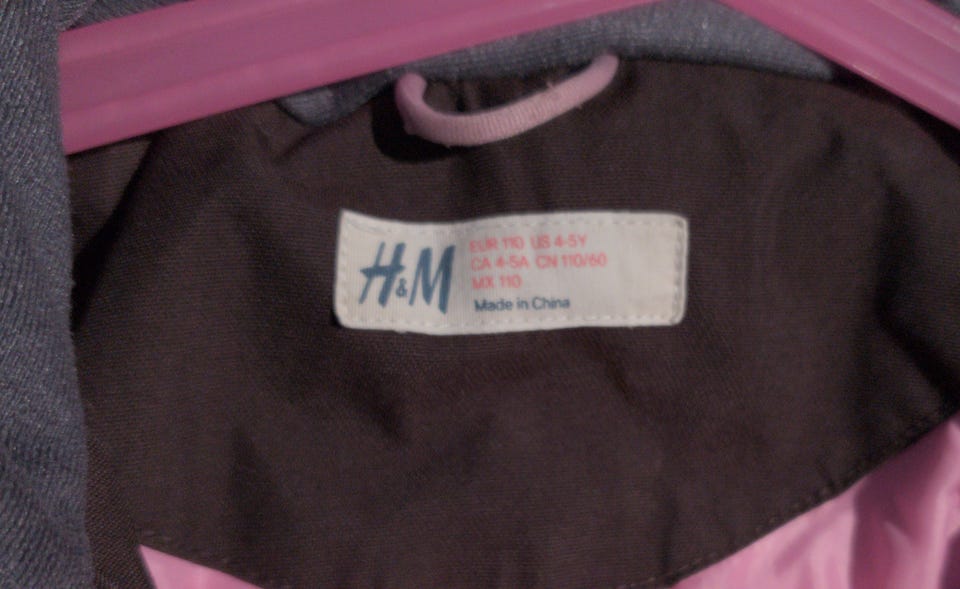 H&M
EUR 110 US 4-5Y
CA 4-5A CN 110/60
MX 110
Made in China